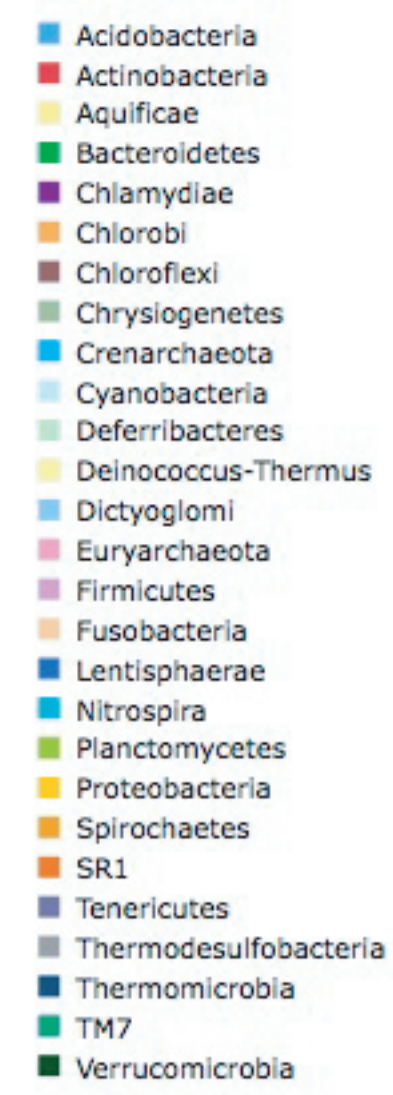 Acidobacteria
Actinobacteria
Aquificae
Bacteroidetes
Chlamydiae
Chlorobi
Chloroflexi
Chrysiogenetes
Crenarchaeota
Cyanobacteria
Deferribacteres
Deinococcus-Thermus
Dictyoglomi
Euryarchaeota
Firmicutes
Fusobacteria
Lentisphaerae
Nitrospira
Planctomycetes
Proteobacteria
Spirochaetes
SR1
Tenericutes
Thermodesulfobacteria
Thermomicrobia
TM7
Verrucomicrobia